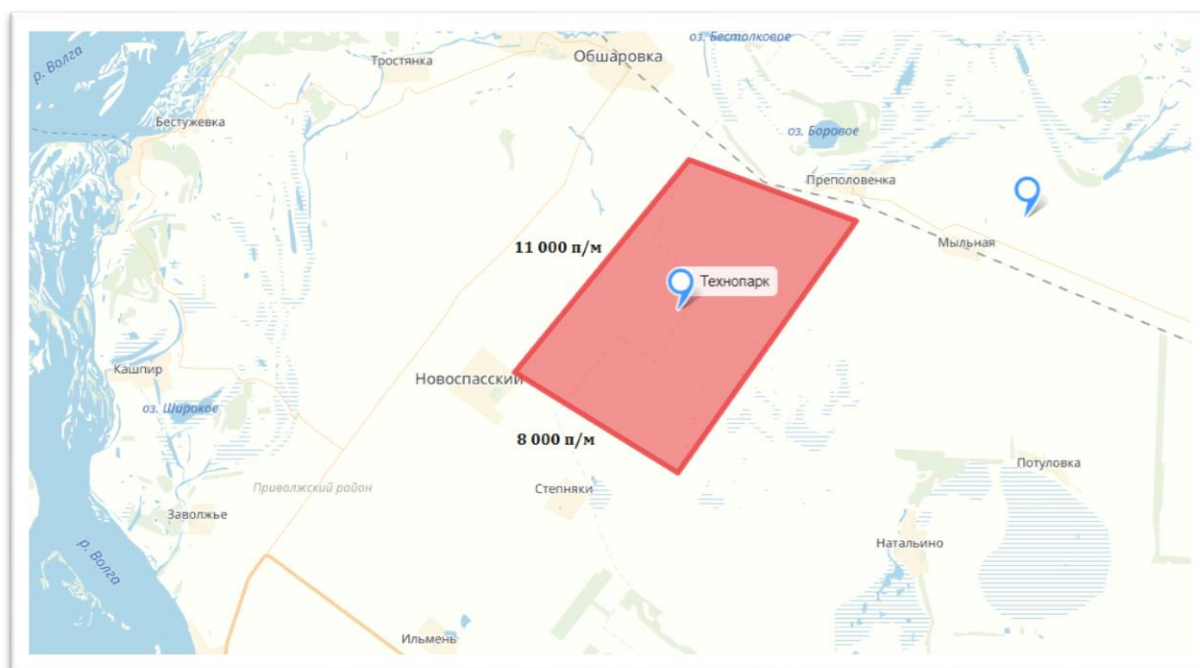 оз. Бестолковое
р. Волга
Тростянка
Обшаровка
Бестужевка
оз. Боровое
Преполовенка
11 000 п/м
Мыльная
Технопарк
Кашпир
Новоспасский
оз. Широкое
8 000 п/м
Потуловка
Приволжский район
Степняки
Заволжье
Натальино
р. Волга
Ильмень